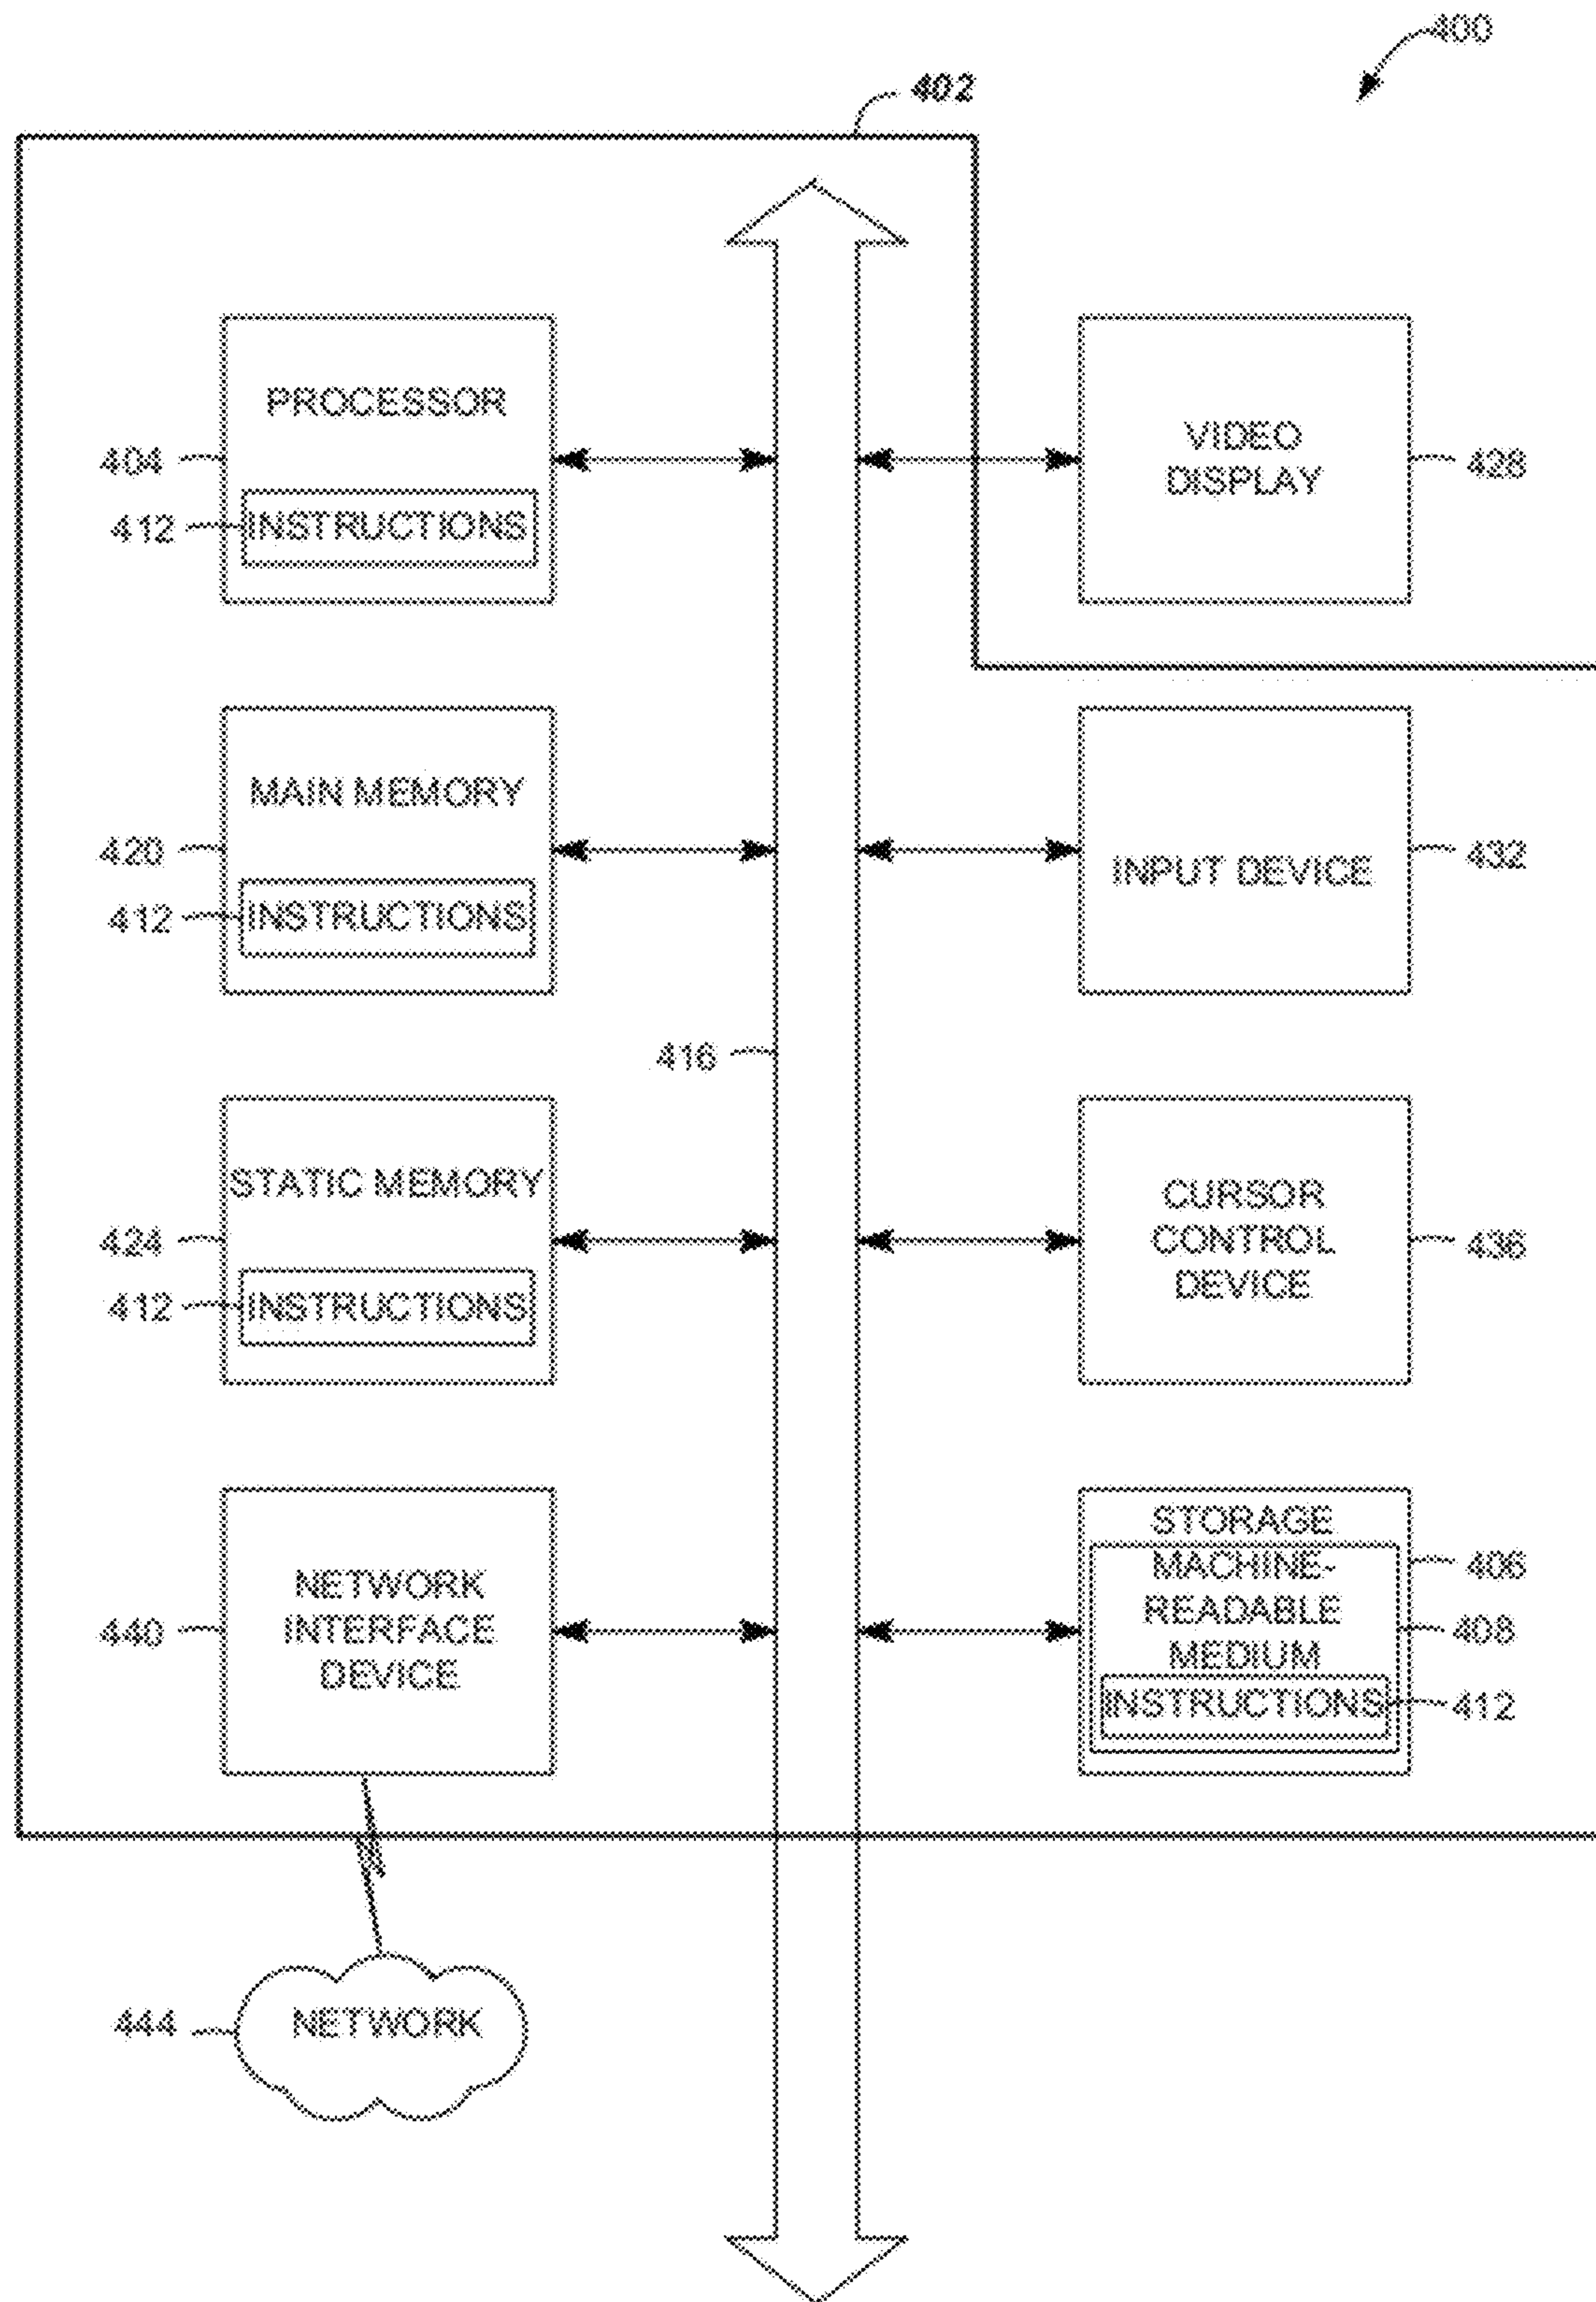 400
402
PROCESSOR
404
412
INSTRUCTIONS
VIDEO
DISPLAY
428
MAIN MEMORY
420
412
INSTRUCTIONS
INPUT DEVICE
432
416
STATIC MEMORY
424
412
INSTRUCTIONS
CURSOR
CONTROL
DEVICE
436
NETWORK
INTERFACE
DEVICE
440
STORAGE
MACHINE-
READABLE
MEDIUM
INSTRUCTIONS
406
408
412
444
NETWORK